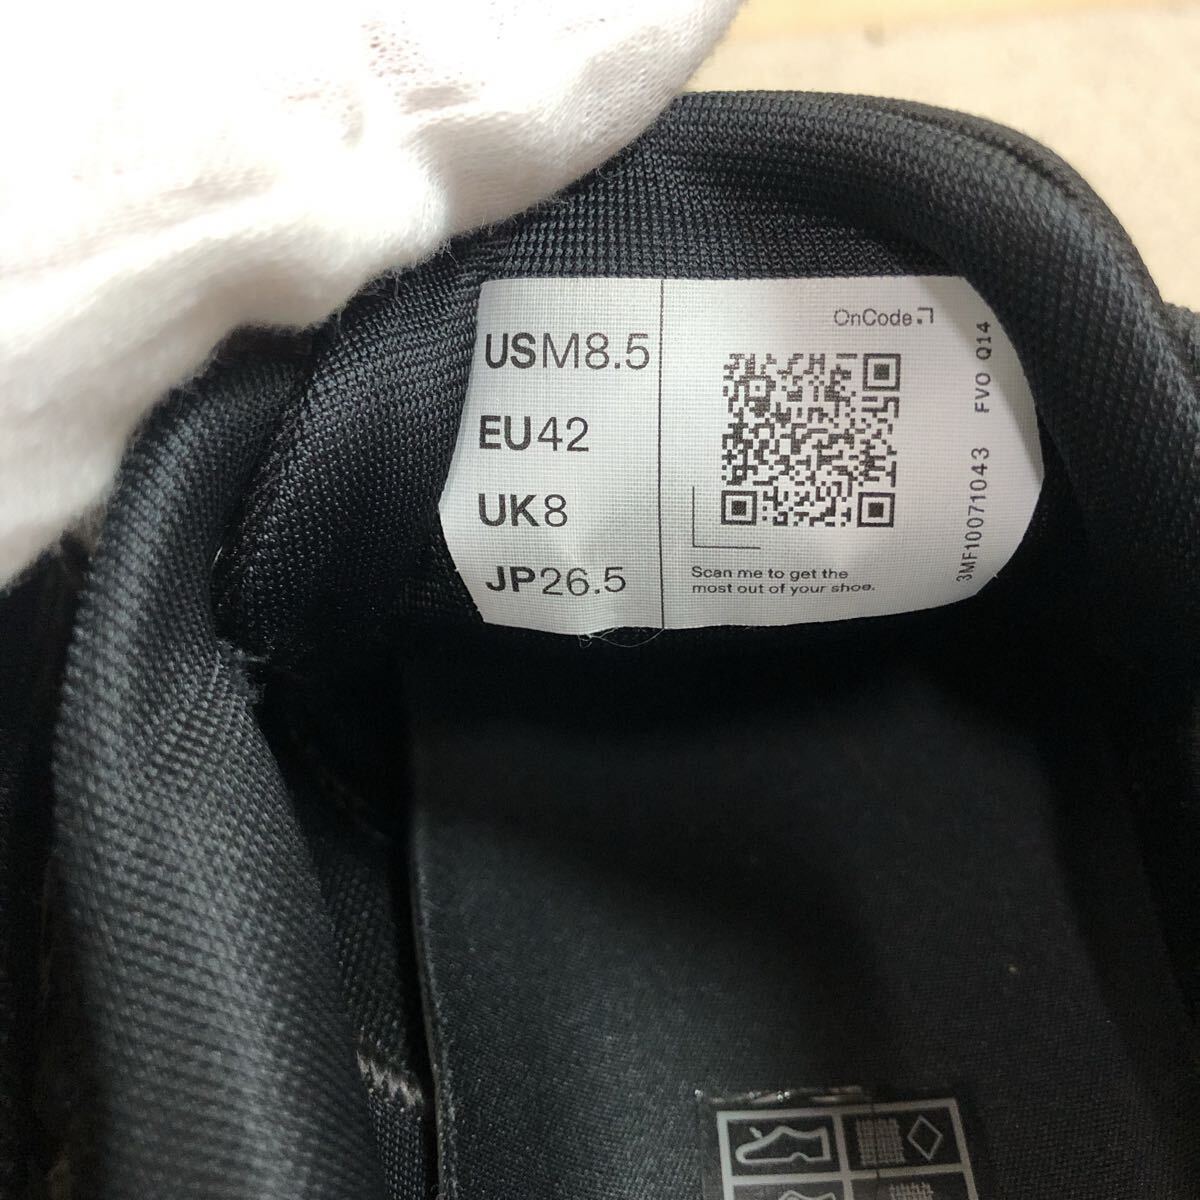 USM8.5
EU42
UK8
JP26.5
OnCode
Scan me to get the
most out of your shoe.
3MF10071043 FVO Q14